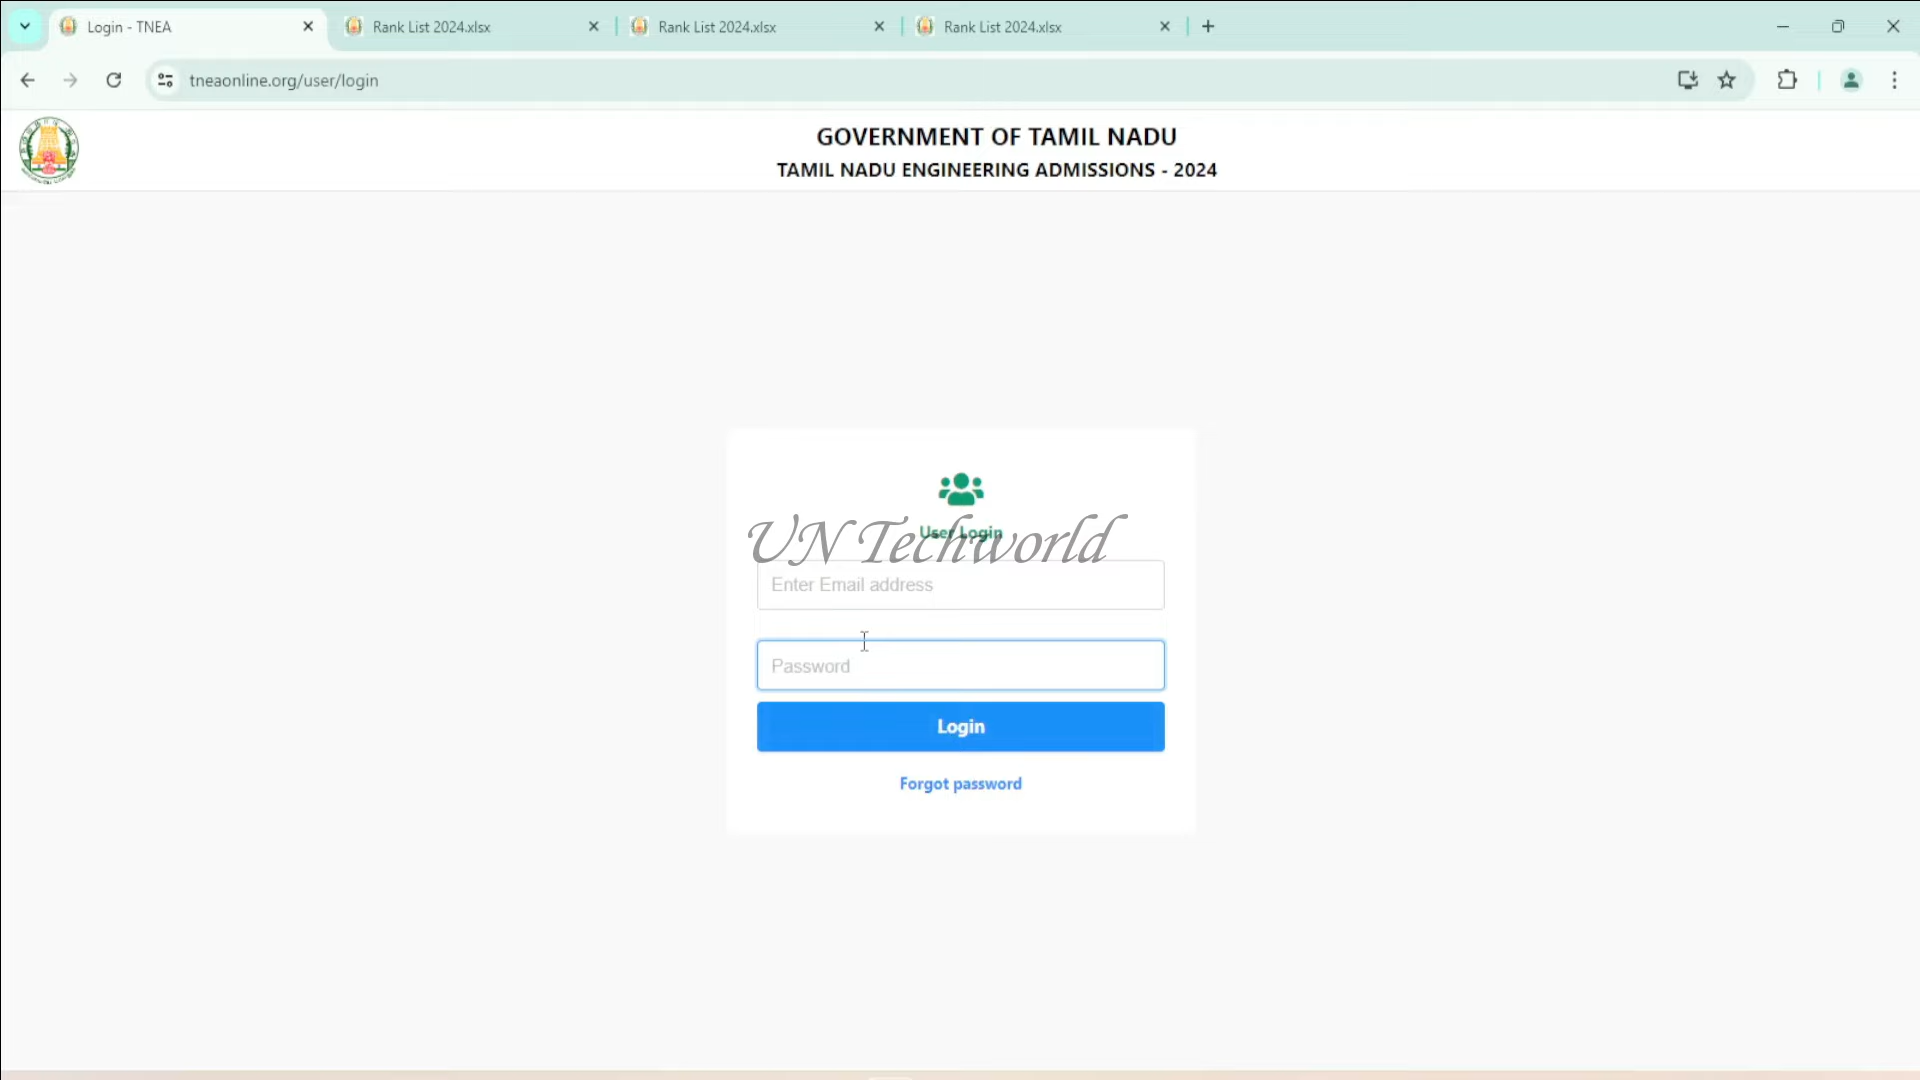 Login - TNEA
Rank List 2024.xlsx
Rank List 2024.xlsx
Rank List 2024.xlsx
tneaonline.org/user/login
GOVERNMENT OF TAMIL NADU
TAMIL NADU ENGINEERING ADMISSIONS - 2024
User Login
UN Techworld
Enter Email address
Password
Login
Forgot password